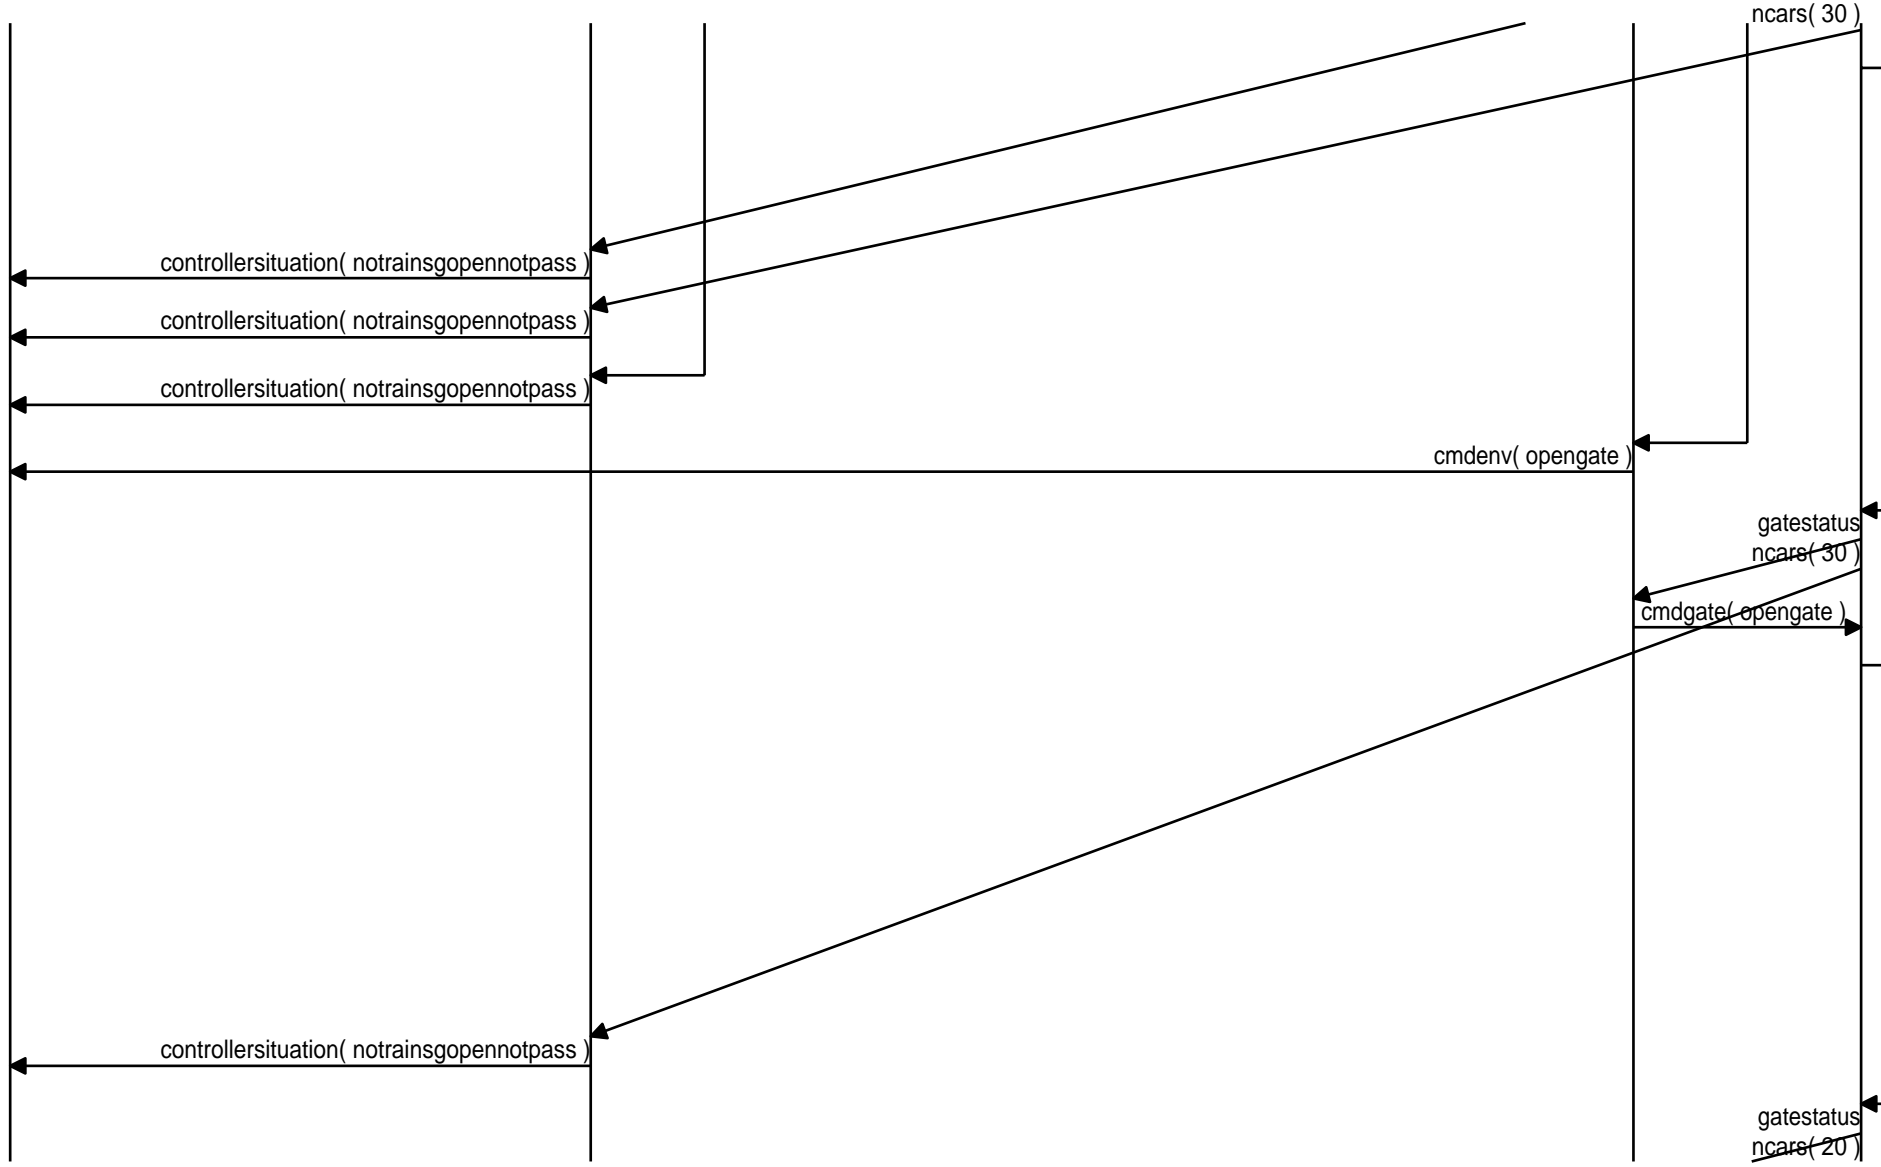 ncars( 30 )
controllersituation( notrainsgopennotpass )
controllersituation( notrainsgopennotpass )
controllersituation( notrainsgopennotpass )
cmdenv( opengate )
gatestatus
ncars( 30 )
cmdgate( opengate )
controllersituation( notrainsgopennotpass )
gatestatus
ncars( 20 )